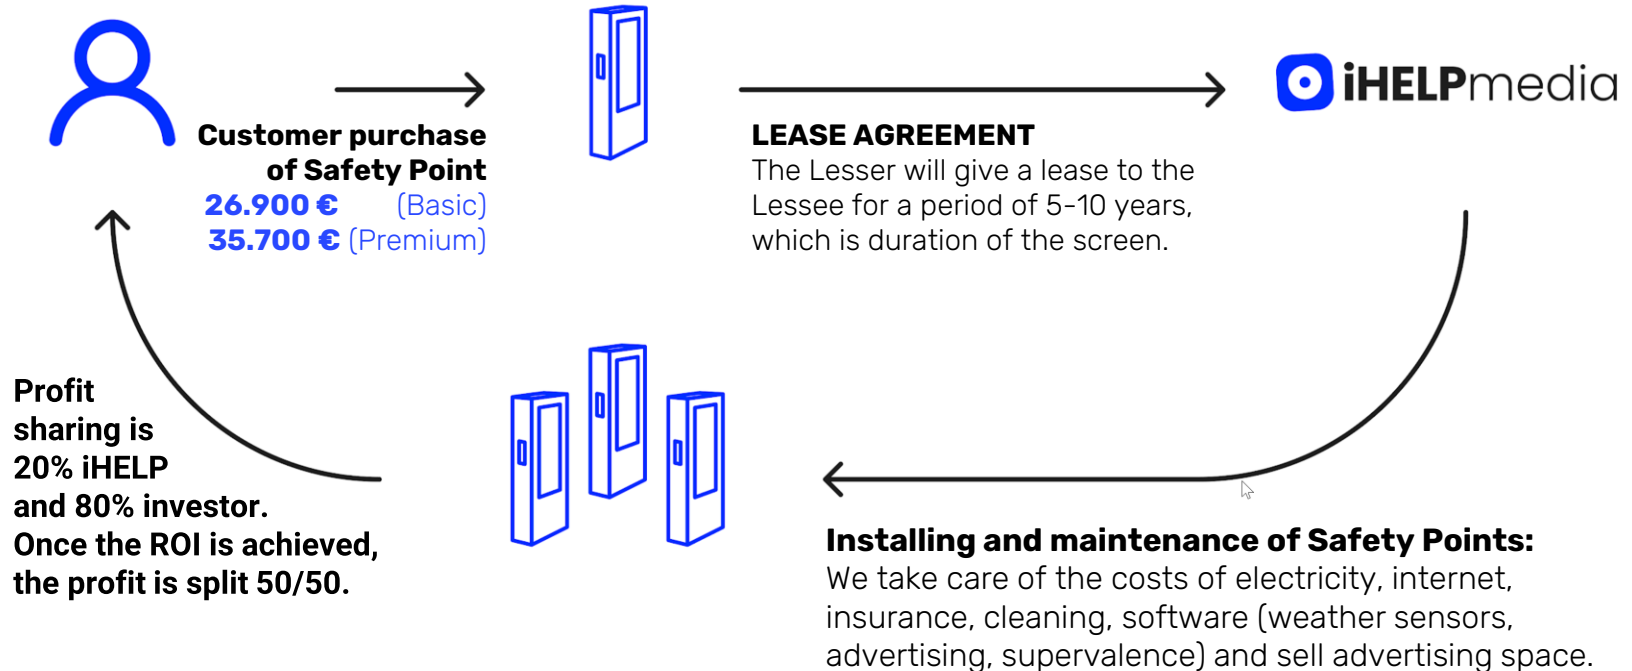 iHELPmedia
Customer purchase
of Safety Point
26.900 € (Basic)
35.700 € (Premium)
LEASE AGREEMENT
The Lesser will give a lease to the
Lessee for a period of 5-10 years,
which is duration of the screen.
Profit
sharing is
20% iHELP
and 80% investor.
Once the ROI is achieved,
the profit is split 50/50.
Installing and maintenance of Safety Points:
We take care of the costs of electricity, internet,
insurance, cleaning, software (weather sensors,
advertising, supervalence) and sell advertising space.